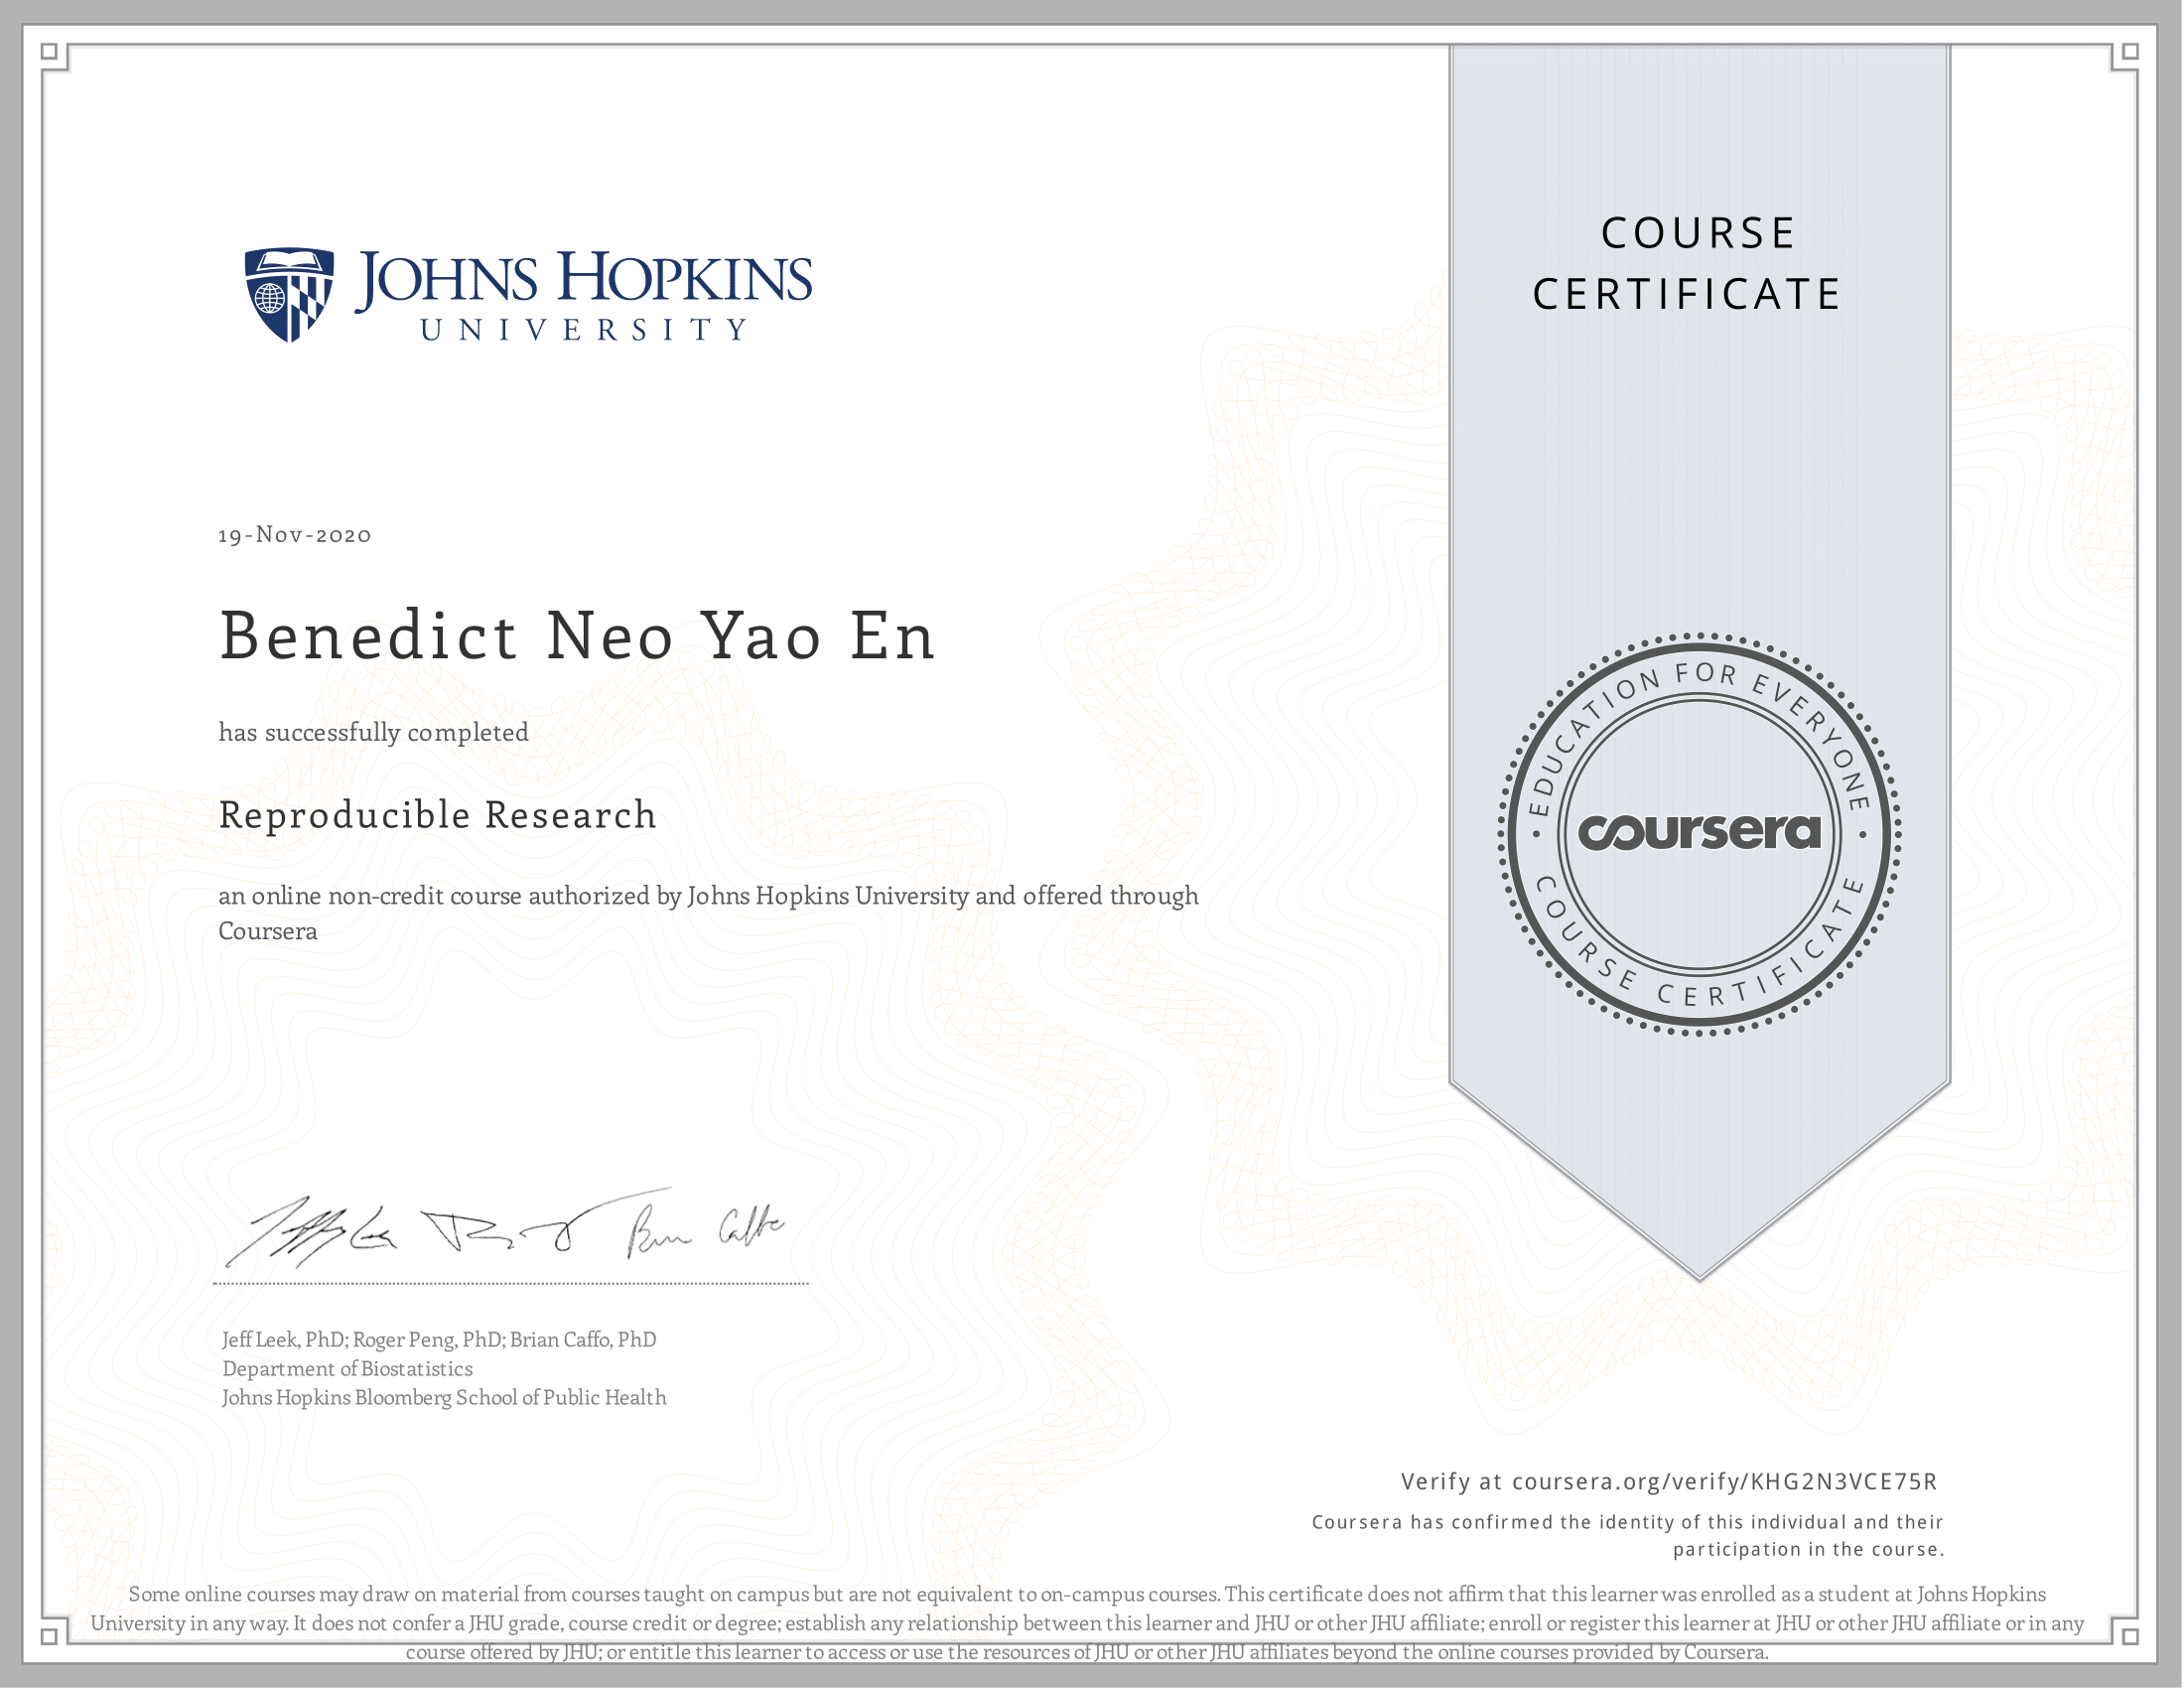 JOHNS HOPKINS
UNIVERSITY
COURSE
CERTIFICATE
19-Nov-2020
Benedict Neo Yao En
has successfully completed
Reproducible Research
an online non-credit course authorized by Johns Hopkins University and offered through
Coursera
EDUCATION FOR EVERYONE
coursera
COURSE CERTIFICATE
Jeff Leek, PhD; Roger Peng, PhD; Brian Caffo, PhD
Department of Biostatistics
Johns Hopkins Bloomberg School of Public Health
Verify at coursera.org/verify/KHG2N3VCE75R
Coursera has confirmed the identity of this individual and their
participation in the course.
Some online courses may draw on material from courses taught on campus but are not equivalent to on-campus courses. This certificate does not affirm that this learner was enrolled as a student at Johns Hopkins
University in any way. It does not confer a JHU grade, course credit or degree; establish any relationship between this learner and JHU or other JHU affiliate; enroll or register this learner at JHU or other JHU affiliate or in any
course offered by JHU; or entitle this learner to access or use the resources of JHU or other JHU affiliates beyond the online courses provided by Coursera.